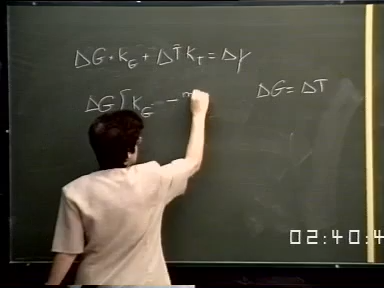 ΔG · k_G + ΔT̄ k_T = Δy
ΔG [k_G - m
ΔG = ΔT
02:40:4